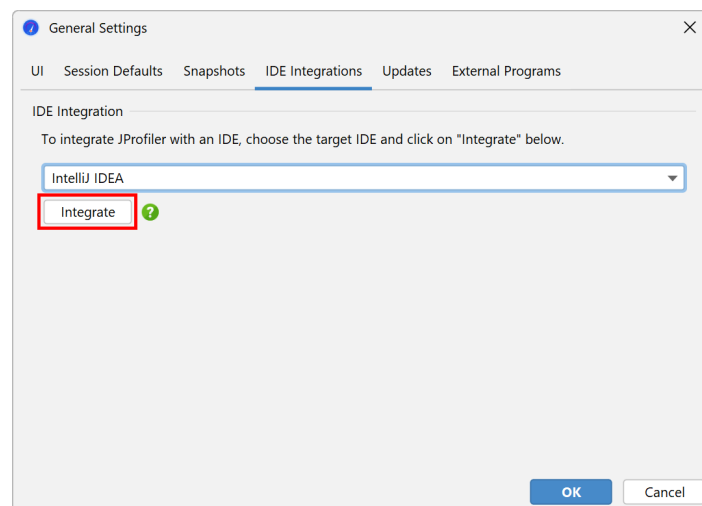 General Settings
UI Session Defaults Snapshots IDE Integrations Updates External Programs
IDE Integration
To integrate JProfiler with an IDE, choose the target IDE and click on "Integrate" below.
IntelliJ IDEA
Integrate ?
OK Cancel